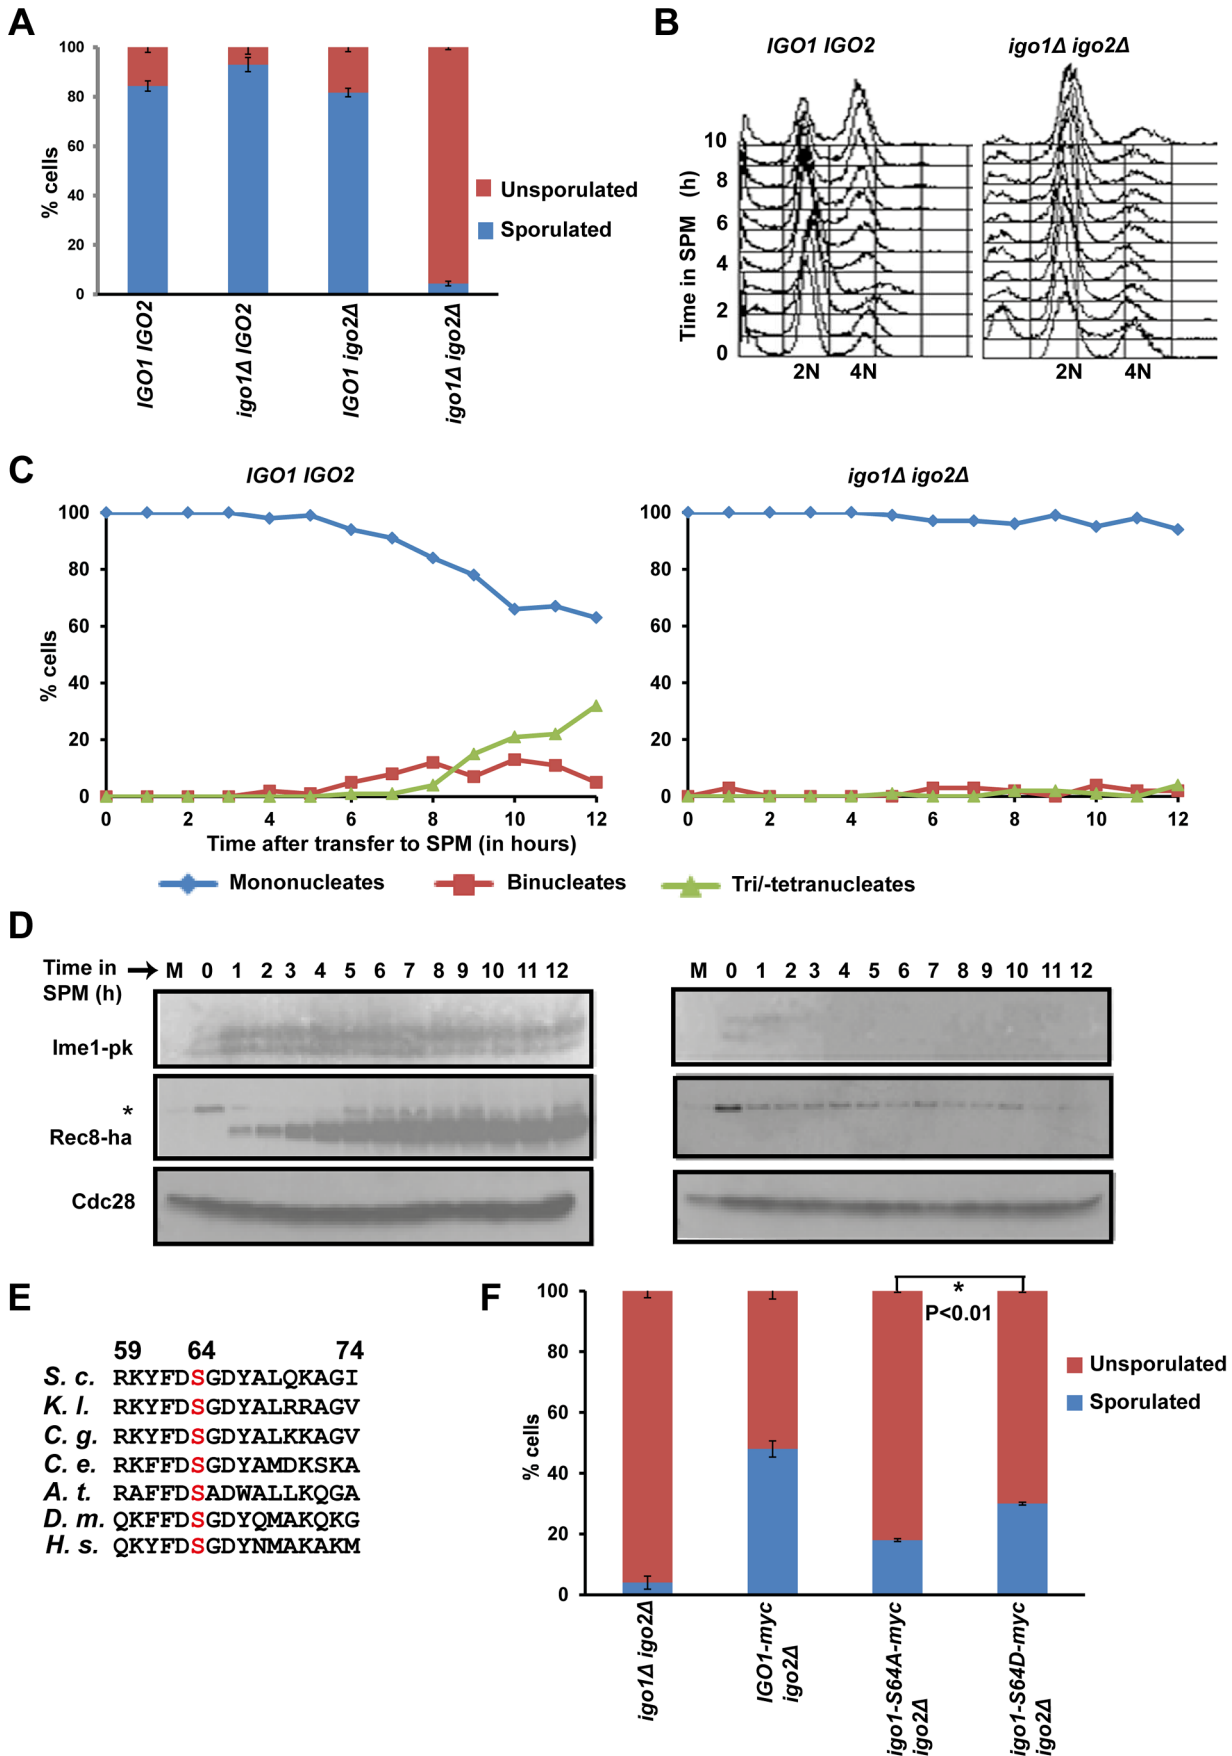 A
100
80
60
40
20
0
% cells
IGO1 IGO2
igo1Δ IGO2
IGO1 igo2Δ
igo1Δ igo2Δ
Unsporulated
Sporulated
B
IGO1 IGO2
igo1Δ igo2Δ
Time in SPM (h)
10
8
6
4
2
0
2N 4N
2N 4N
C
IGO1 IGO2
igo1Δ igo2Δ
% cells
100
80
60
40
20
0
0 2 4 6 8 10 12
100
80
60
40
20
0
0 2 4 6 8 10 12
Time after transfer to SPM (in hours)
Mononucleates
Binucleates
Tri/-tetranucleates
D
Time in SPM (h)
M 0 1 2 3 4 5 6 7 8 9 10 11 12
M 0 1 2 3 4 5 6 7 8 9 10 11 12
Ime1-pk
*
Rec8-ha
Cdc28
E
59 64 74
S. c. RKYFDSGDYALQKAGI
K. l. RKYFDSGDYALRRAGV
C. g. RKYFDSGDYALKKAGV
C. e. RKFFDSGDYAMDKSKA
A. t. RAFFDSADWALLKQGA
D. m. QKFFDSGDYQMAKQKG
H. s. QKYFDSGDYNMAKAKM
F
100
80
60
40
20
0
% cells
*
P<0.01
Unsporulated
Sporulated
igo1Δ igo2Δ
IGO1-myc
igo2Δ
igo1-S64A-myc
igo2Δ
igo1-S64D-myc
igo2Δ